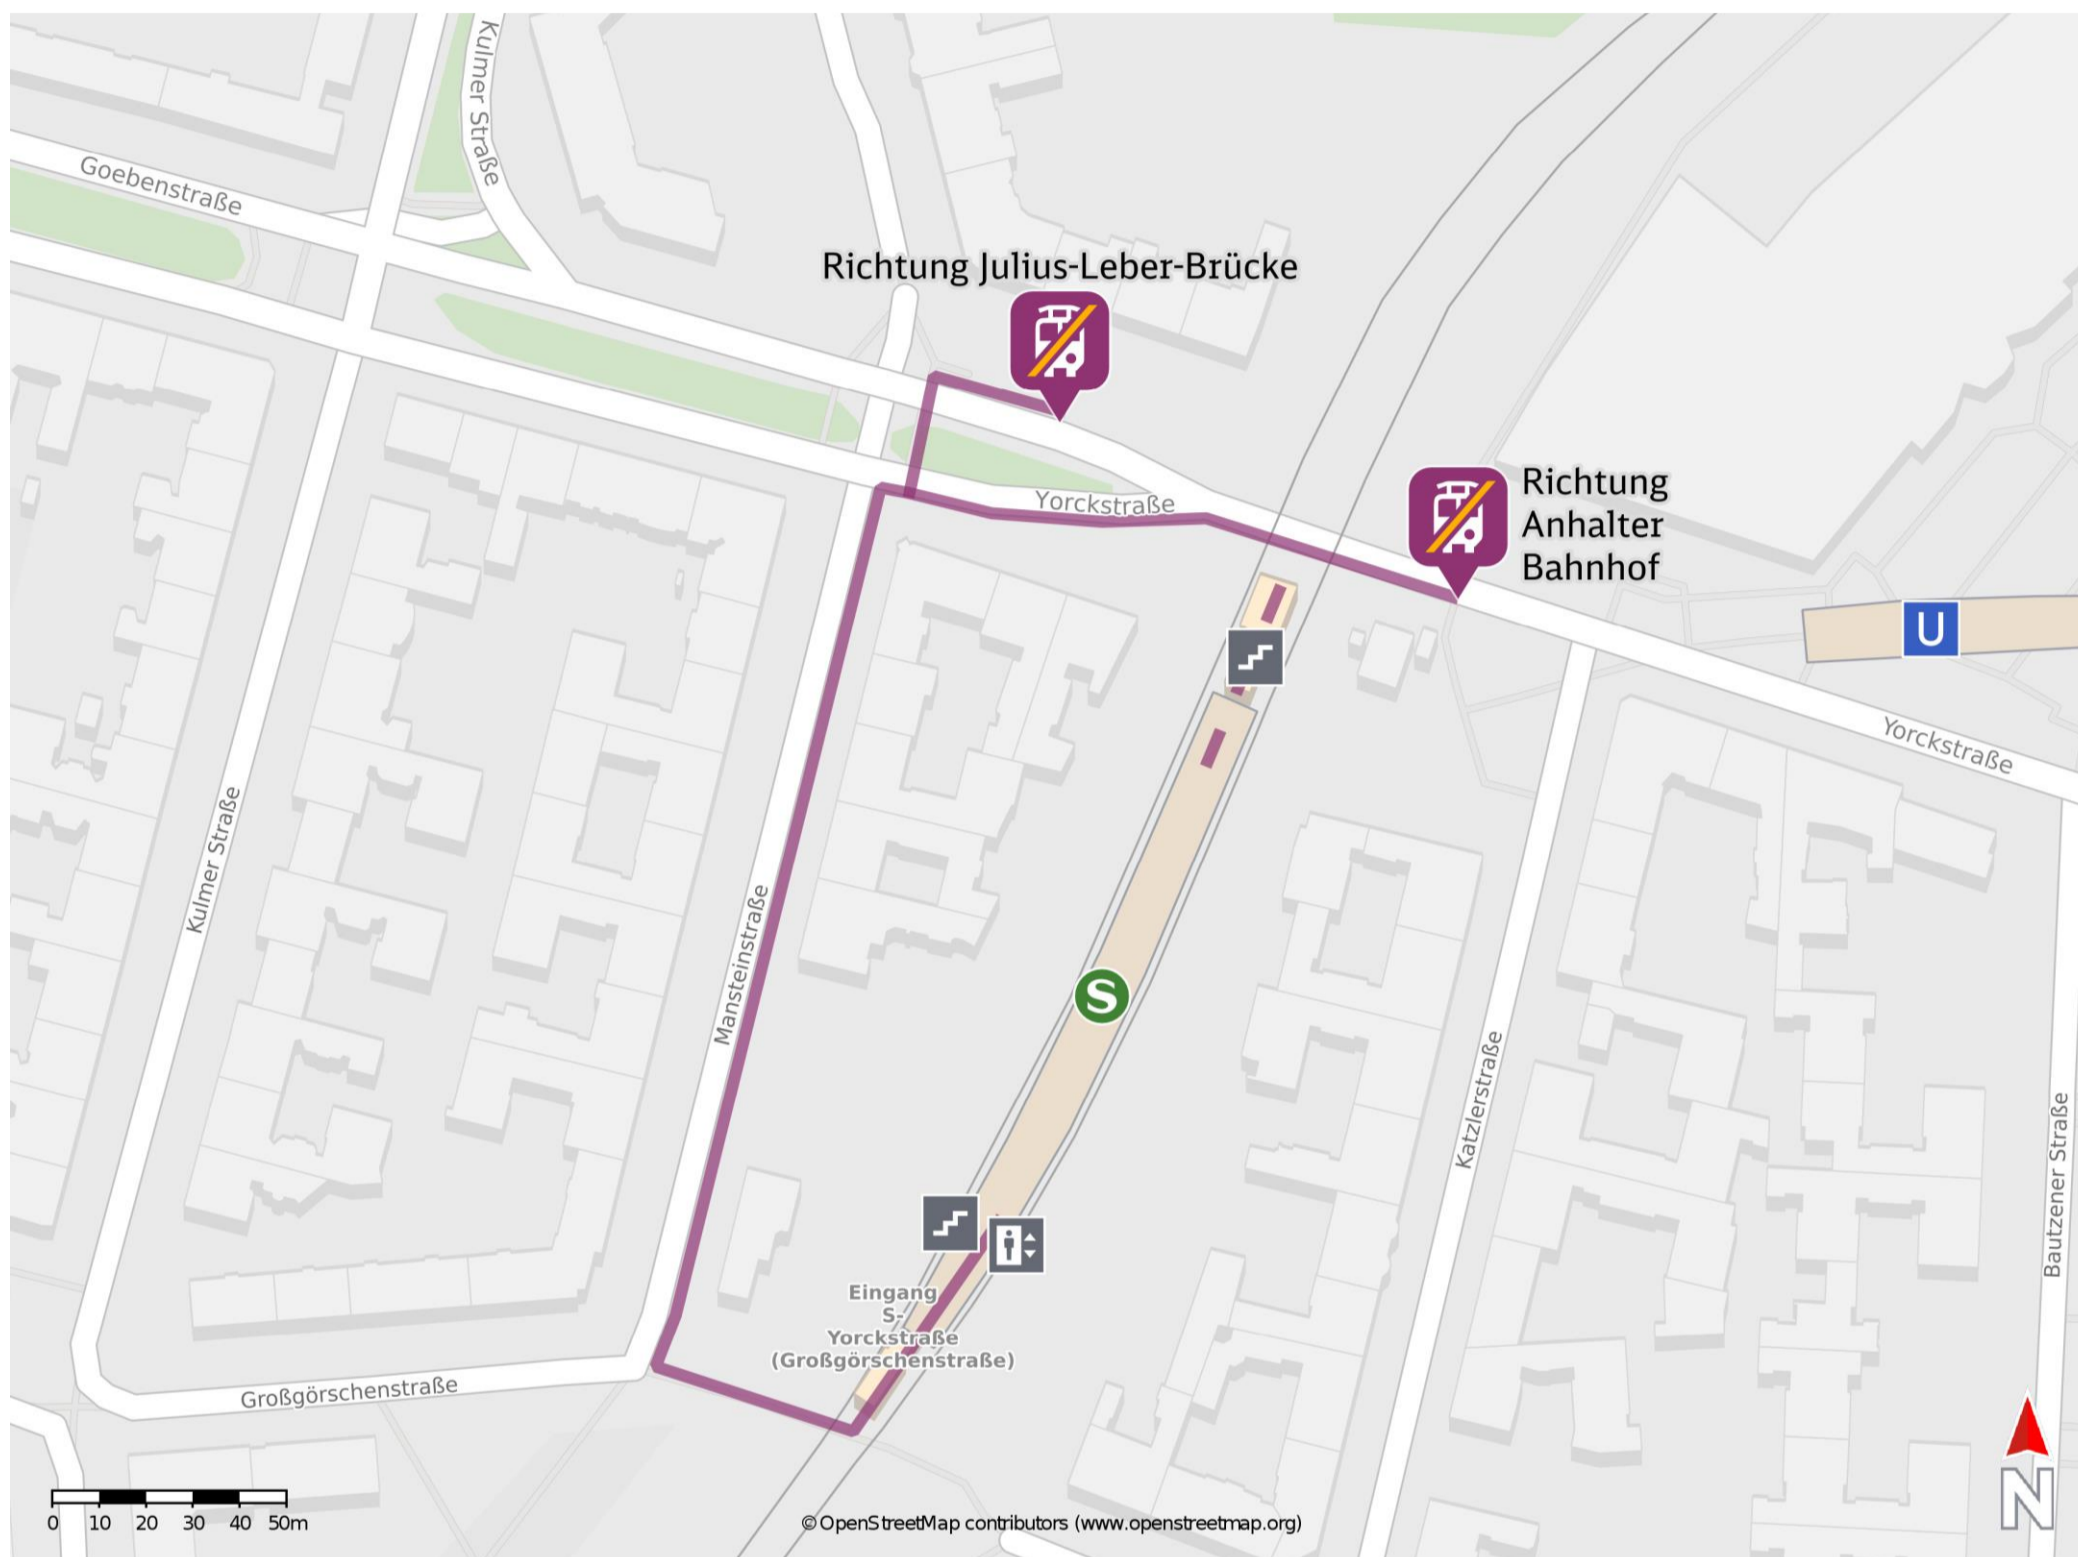 Kulmer Straße
Goebenstraße
Richtung Julius-Leber-Brücke
Richtung
Anhalter
Bahnhof
Yorckstraße
U
Yorckstraße
Kulmer Straße
Mansteinstraße
S
Katzlerstraße
Bautzener Straße
Eingang
S-
Yorckstraße
(Großgörschenstraße)
Großgörschenstraße
N
0 10 20 30 40 50m
© OpenStreetMap contributors (www.openstreetmap.org)